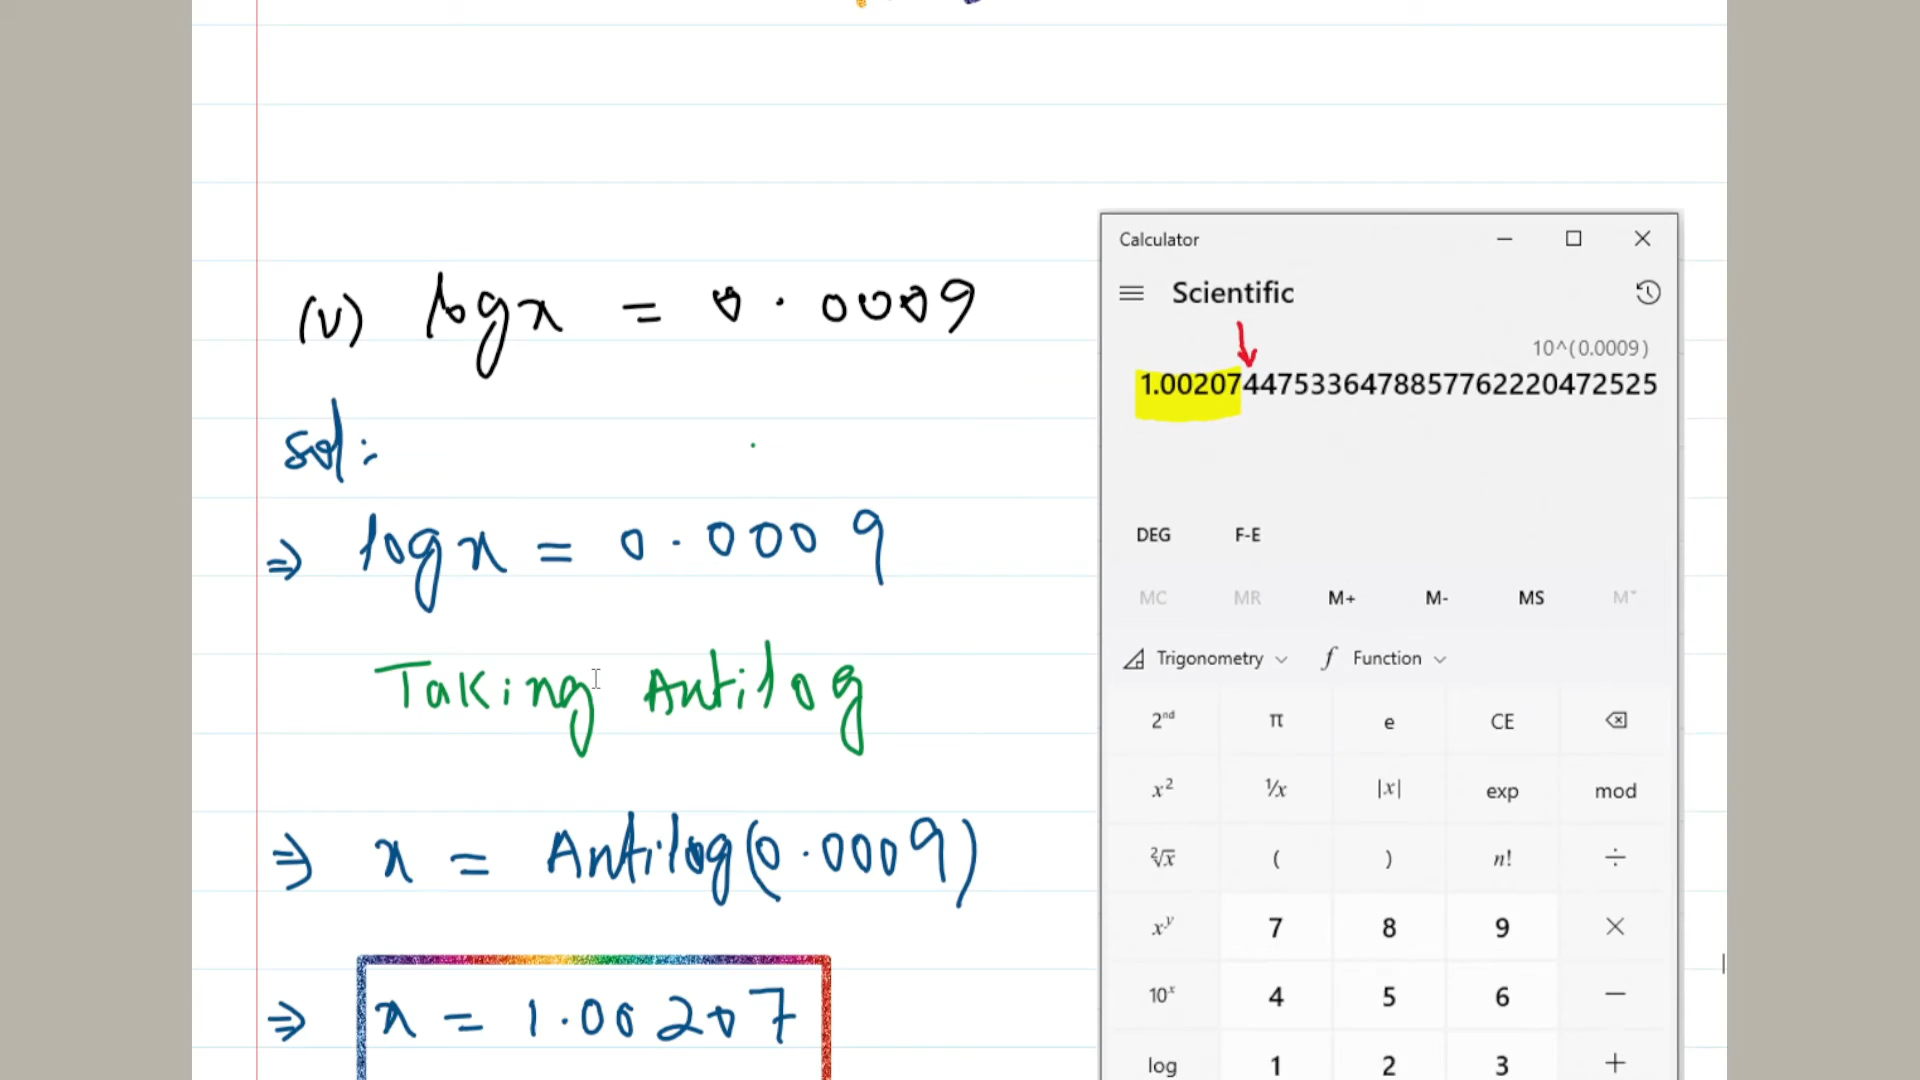 (v) log x = 0.0009
Sol:
⇒ log x = 0.0009
Taking Antilog
⇒ x = Antilog(0.0009)
⇒ x = 1.00207
Calculator
Scientific
10^(0.0009)
1.002074475336478857762220472525
DEG F-E
MC MR M+ M- MS M˅
Trigonometry f Function
2ⁿᵈ π e CE
x² ¹/x |x| exp mod
²√x ( ) n! ÷
xʸ 7 8 9 ×
10ˣ 4 5 6 −
log 1 2 3 +